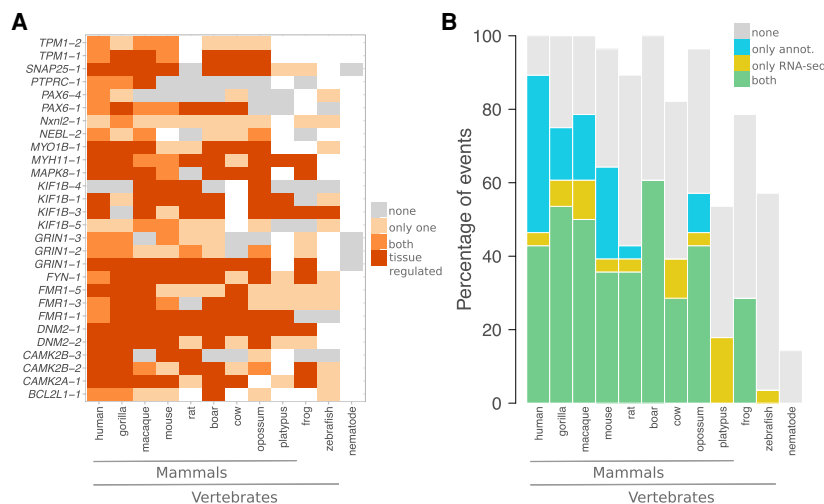 A
TPM1-2
TPM1-1
SNAP25-1
PTPRC-1
PAX6-4
PAX6-1
Nxnl2-1
NEBL-2
MYO1B-1
MYH11-1
MAPK8-1
KIF1B-4
KIF1B-1
KIF1B-3
KIF1B-5
GRIN1-3
GRIN1-2
GRIN1-1
FYN-1
FMR1-5
FMR1-3
FMR1-1
DNM2-1
DNM2-2
CAMK2B-3
CAMK2B-2
CAMK2A-1
BCL2L1-1
none
only one
both
tissue
regulated
human
gorilla
macaque
mouse
rat
boar
cow
opossum
platypus
frog
zebrafish
nematode
Mammals
Vertebrates
B
none
only annot.
only RNA-seq
both
Percentage of events
100
80
60
40
20
0
human
gorilla
macaque
mouse
rat
boar
cow
opossum
platypus
frog
zebrafish
nematode
Mammals
Vertebrates